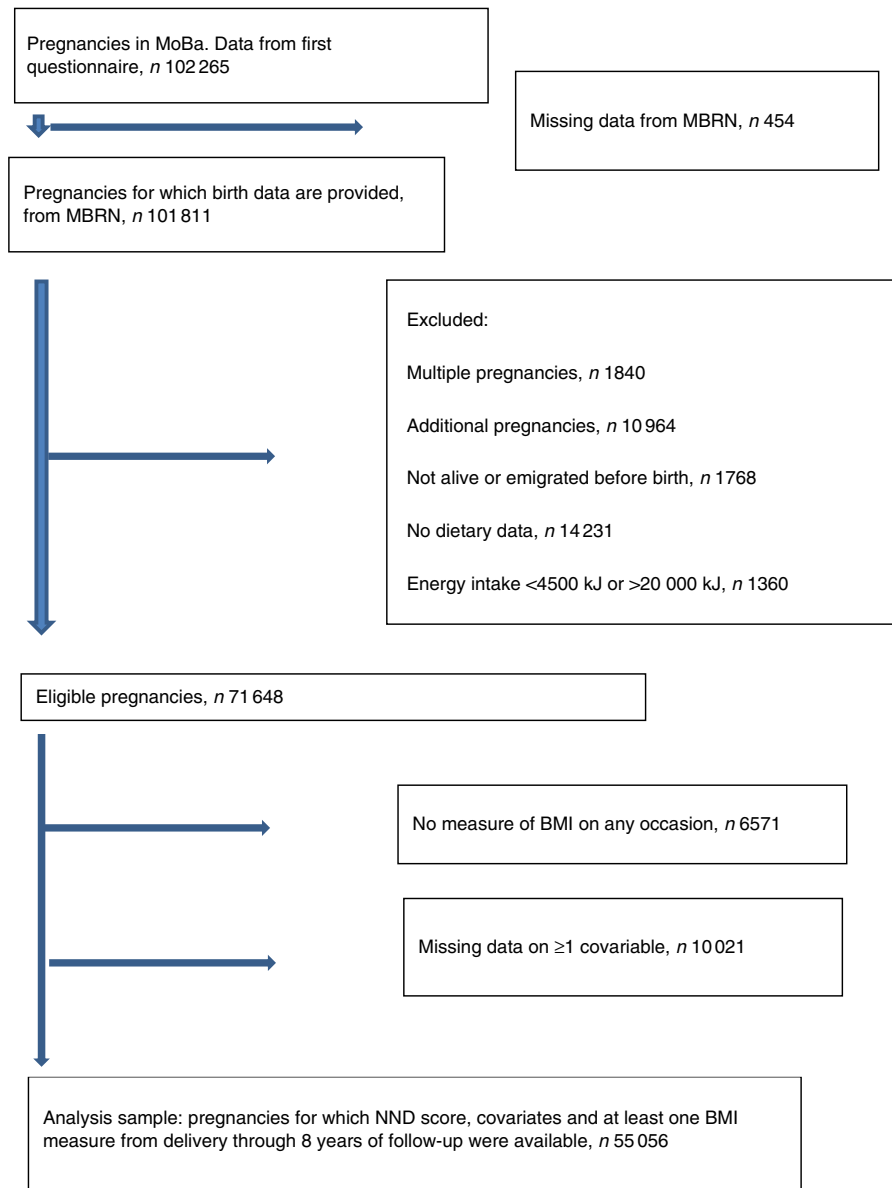 Pregnancies in MoBa. Data from first
questionnaire, n 102 265
Missing data from MBRN, n 454
Pregnancies for which birth data are provided,
from MBRN, n 101 811
Excluded:
Multiple pregnancies, n 1840
Additional pregnancies, n 10 964
Not alive or emigrated before birth, n 1768
No dietary data, n 14 231
Energy intake <4500 kJ or >20 000 kJ, n 1360
Eligible pregnancies, n 71 648
No measure of BMI on any occasion, n 6571
Missing data on ≥1 covariable, n 10 021
Analysis sample: pregnancies for which NND score, covariates and at least one BMI
measure from delivery through 8 years of follow-up were available, n 55 056